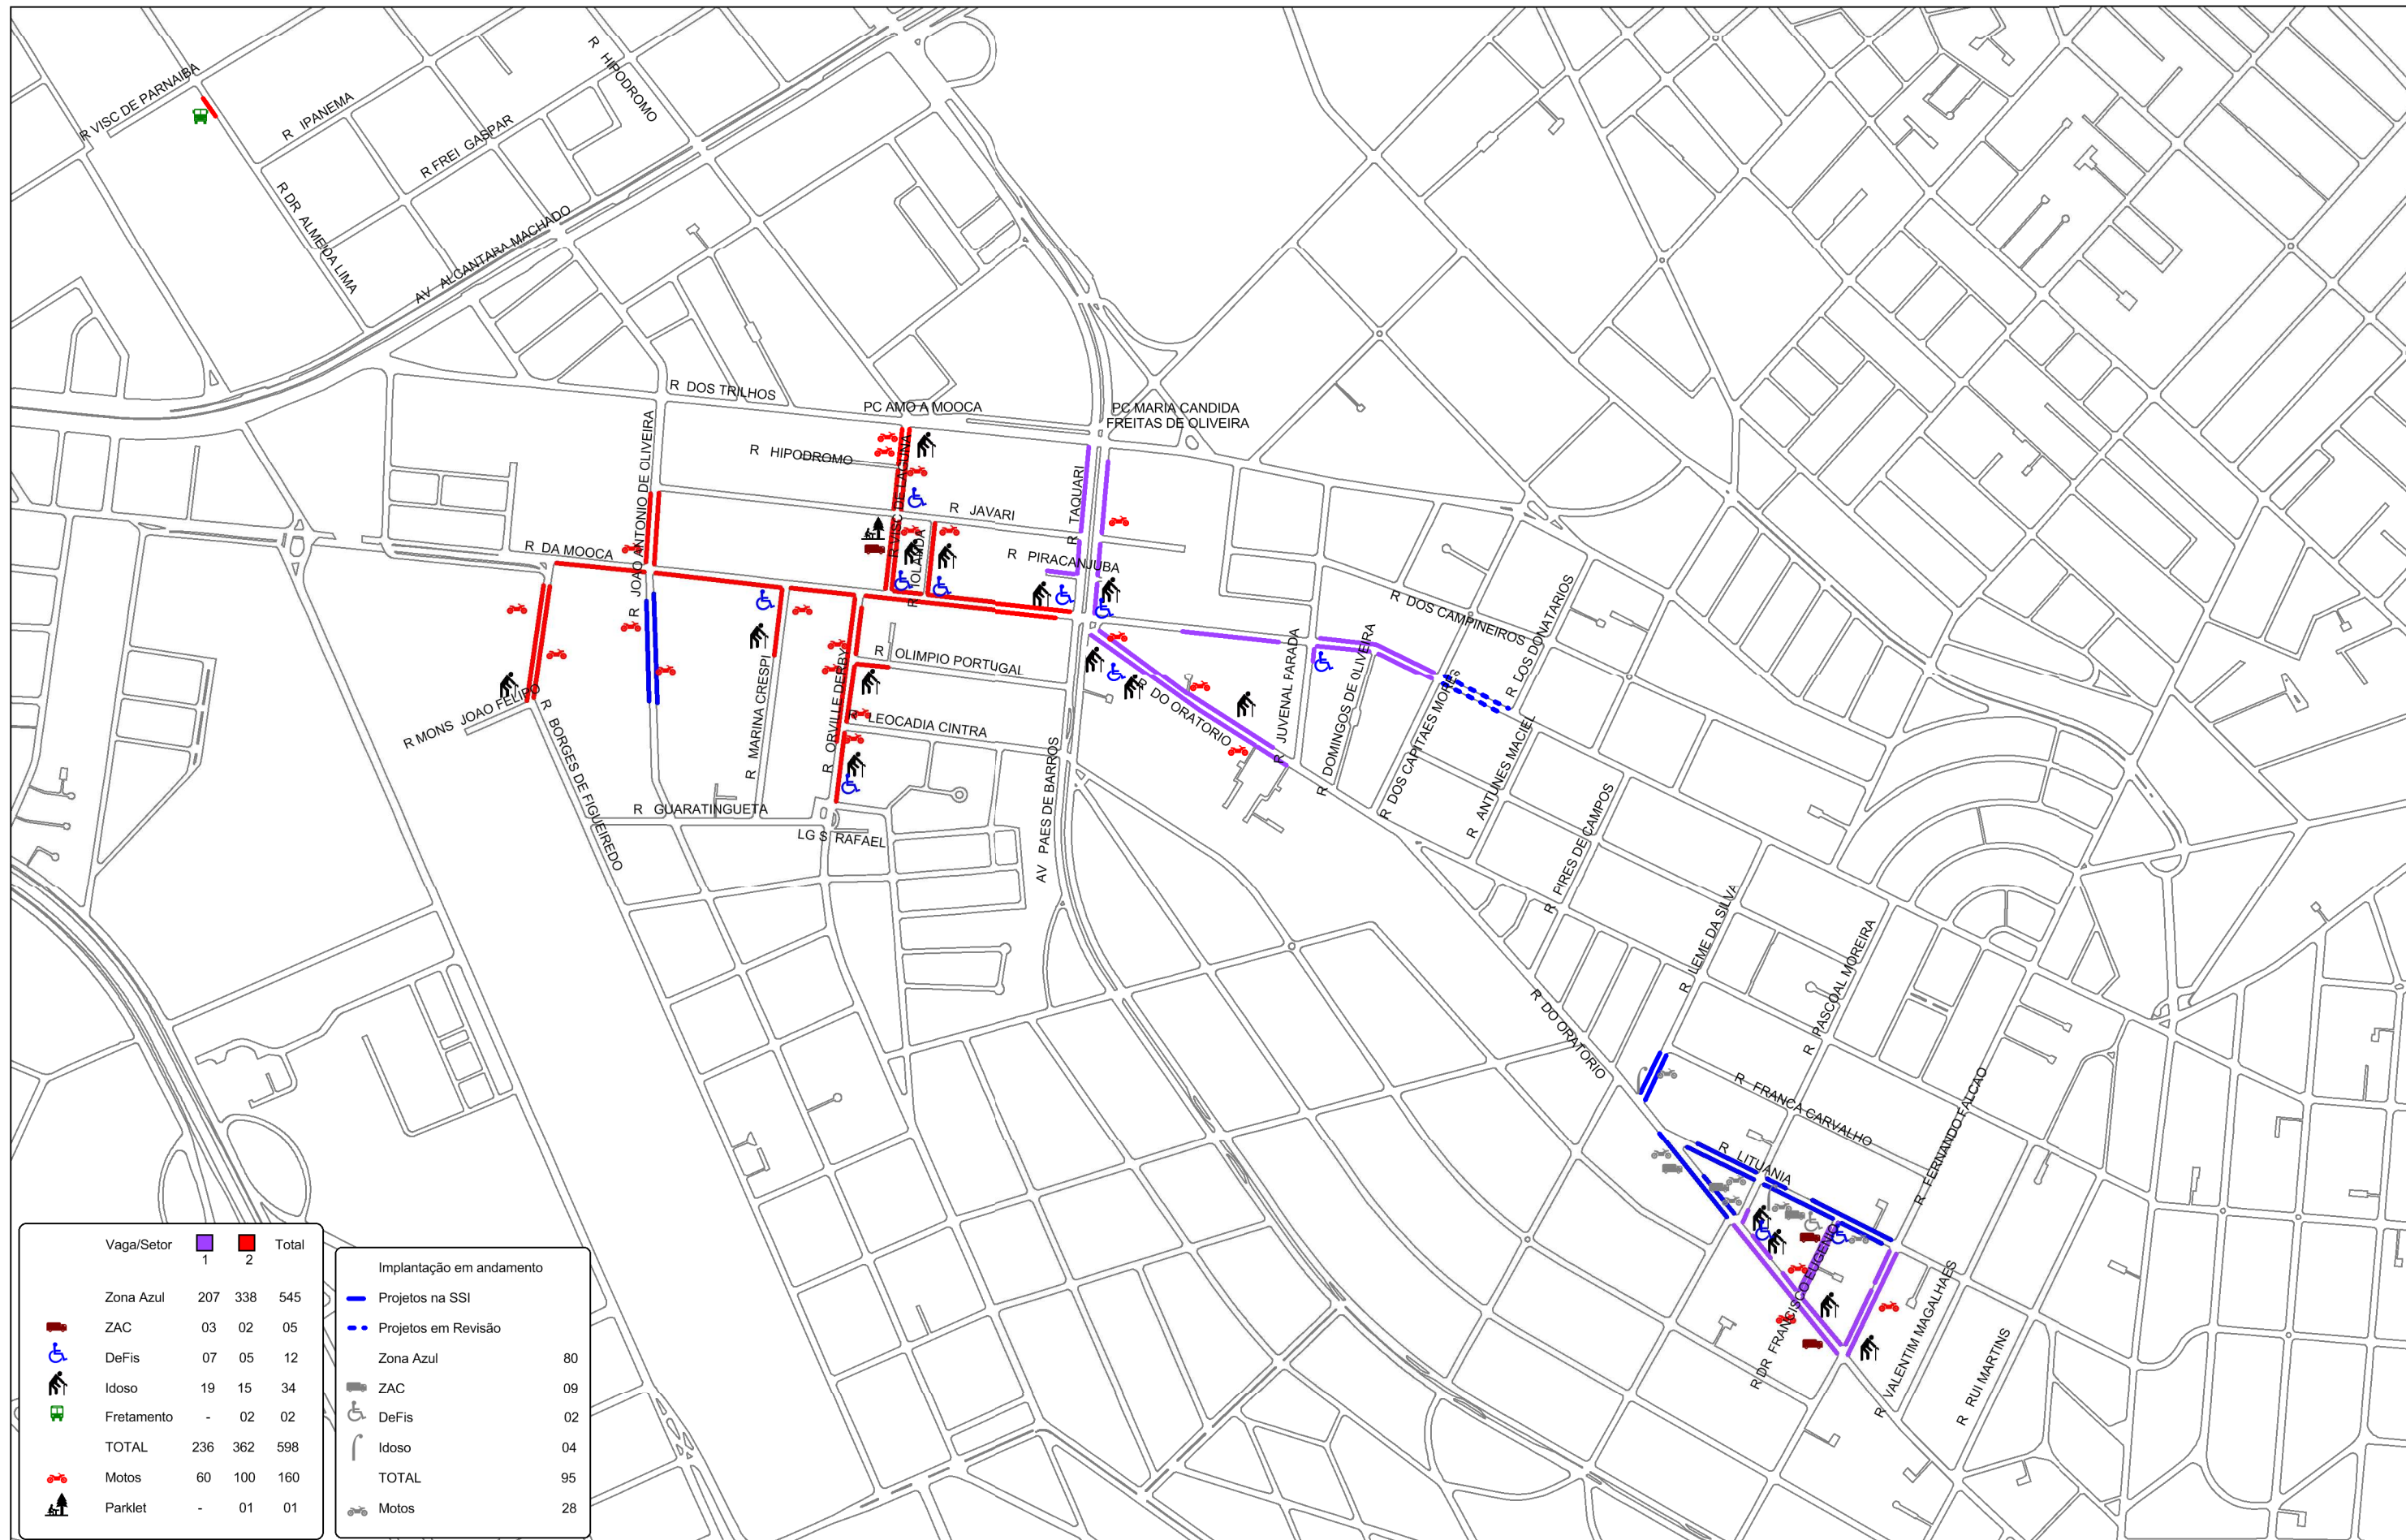 R VISC DE PARNAIBA
R IPANEMA
R FREI GASPAR
R HIPODROMO
R DR ALMEIDA LIMA
AV ALCANTARA MACHADO
R DOS TRILHOS
PC AMO A MOOCA
PC MARIA CANDIDA
FREITAS DE OLIVEIRA
R HIPODROMO
R JOAO ANTONIO DE OLIVEIRA
R VISC DE LAGUNA
R TAQUARI
R JAVARI
R DA MOOCA
R PIRACANJUBA
R IOLANDA
R DOS CAMPINEIROS
R LOS DONATARIOS
R OLIMPIO PORTUGAL
R MONS JOAO FELIPO
R BORGES DE FIGUEIREDO
R MARINA CRESPI
R ORVILLE DERBY
R LEOCADIA CINTRA
R DO ORATORIO
R JUVENAL PARADA
R DOMINGOS DE OLIVEIRA
R DOS CAPITAES MORES
R ANTUNES MACIEL
R GUARATINGUETA
LG S RAFAEL
AV PAES DE BARROS
R PIRES DE CAMPOS
R LEME DA SILVA
R PASCOAL MOREIRA
R DO ORATORIO
R FRANCA CARVALHO
R FERNANDO FALCAO
R LITUANIA
R DR FRANCISCO EUGENIO
R VALENTIM MAGALHAES
R RUI MARTINS
Vaga/Setor 1 2 Total
Zona Azul 207 338 545
ZAC 03 02 05
DeFis 07 05 12
Idoso 19 15 34
Fretamento - 02 02
TOTAL 236 362 598
Motos 60 100 160
Parklet - 01 01
Implantação em andamento
Projetos na SSI
Projetos em Revisão
Zona Azul 80
ZAC 09
DeFis 02
Idoso 04
TOTAL 95
Motos 28